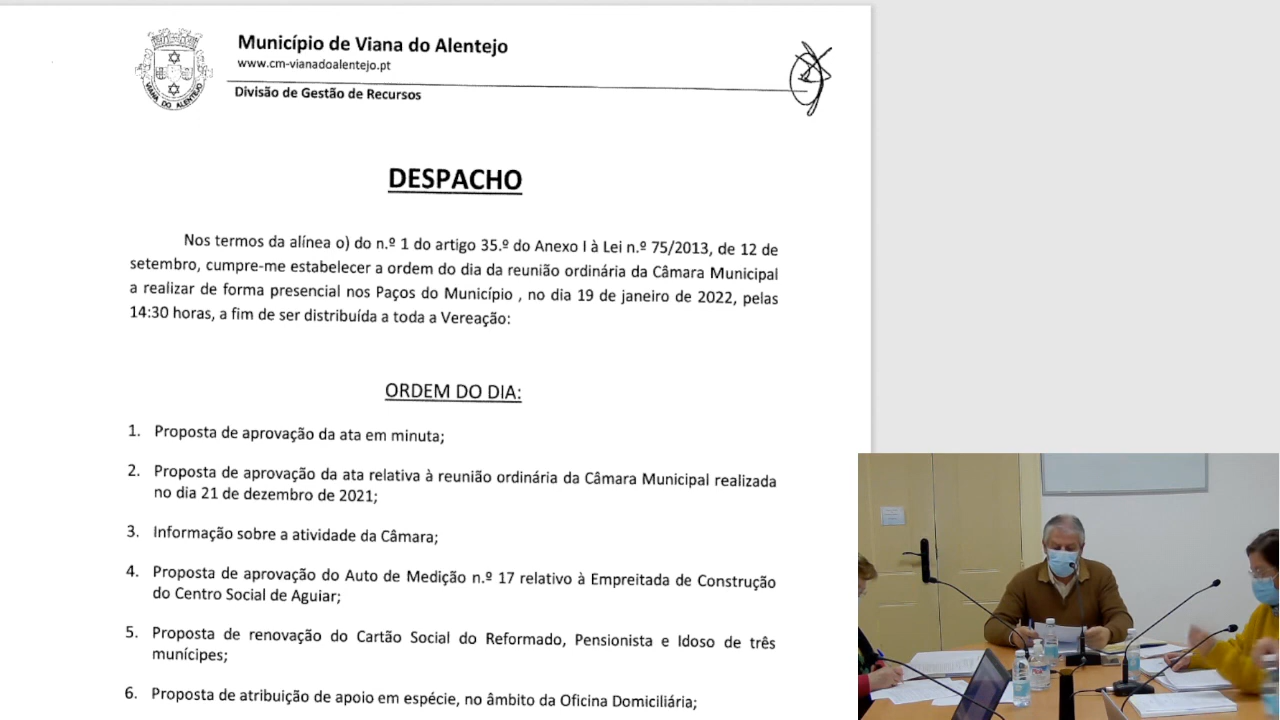 Município de Viana do Alentejo
www.cm-vianadoalentejo.pt
Divisão de Gestão de Recursos
VIANA DO ALENTEJO
DESPACHO
Nos termos da alínea o) do n.º 1 do artigo 35.º do Anexo I à Lei n.º 75/2013, de 12 de
setembro, cumpre-me estabelecer a ordem do dia da reunião ordinária da Câmara Municipal
a realizar de forma presencial nos Paços do Município , no dia 19 de janeiro de 2022, pelas
14:30 horas, a fim de ser distribuída a toda a Vereação:
ORDEM DO DIA:
1. Proposta de aprovação da ata em minuta;
2. Proposta de aprovação da ata relativa à reunião ordinária da Câmara Municipal realizada
no dia 21 de dezembro de 2021;
3. Informação sobre a atividade da Câmara;
4. Proposta de aprovação do Auto de Medição n.º 17 relativo à Empreitada de Construção
do Centro Social de Aguiar;
5. Proposta de renovação do Cartão Social do Reformado, Pensionista e Idoso de três
munícipes;
6. Proposta de atribuição de apoio em espécie, no âmbito da Oficina Domiciliária;